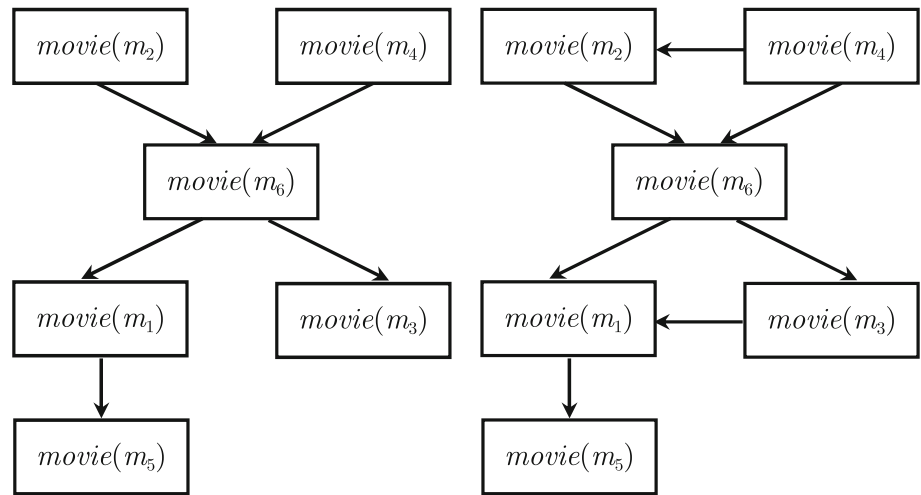 movie(m₂) movie(m₄) movie(m₂) movie(m₄)
movie(m₆) movie(m₆)
movie(m₁) movie(m₃) movie(m₁) movie(m₃)
movie(m₅) movie(m₅)